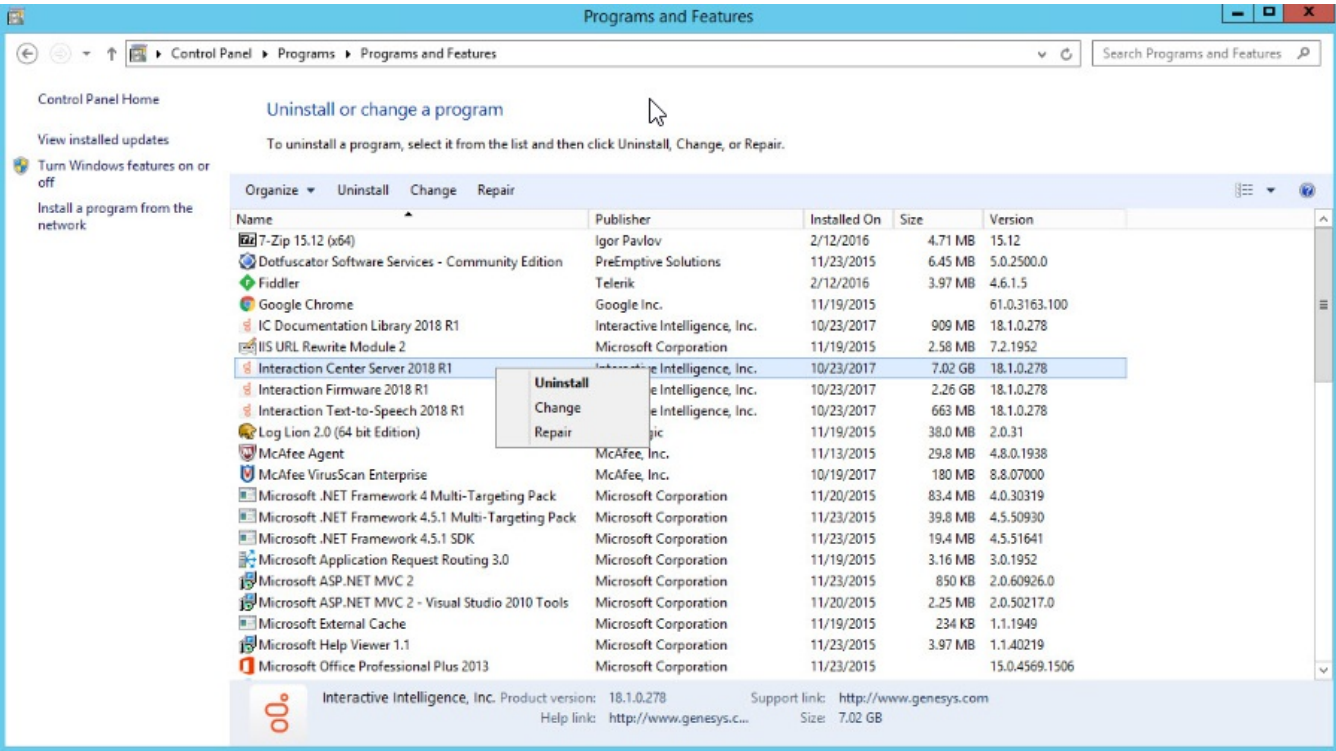 Programs and Features
Control Panel Programs Programs and Features Search Programs and Features
Control Panel Home
View installed updates
Turn Windows features on or
off
Install a program from the
network
Uninstall or change a program
To uninstall a program, select it from the list and then click Uninstall, Change, or Repair.
Organize Uninstall Change Repair
Name Publisher Installed On Size Version
7-Zip 15.12 (x64) Igor Pavlov 2/12/2016 4.71 MB 15.12
Dotfuscator Software Services - Community Edition PreEmptive Solutions 11/23/2015 6.45 MB 5.0.2500.0
Fiddler Telerik 2/12/2016 3.97 MB 4.6.1.5
Google Chrome Google Inc. 11/19/2015 61.0.3163.100
IC Documentation Library 2018 R1 Interactive Intelligence, Inc. 10/23/2017 909 MB 18.1.0.278
IIS URL Rewrite Module 2 Microsoft Corporation 11/19/2015 2.58 MB 7.2.1952
Interaction Center Server 2018 R1 Interactive Intelligence, Inc. 10/23/2017 7.02 GB 18.1.0.278
Interaction Firmware 2018 R1 e Intelligence, Inc. 10/23/2017 2.26 GB 18.1.0.278
Interaction Text-to-Speech 2018 R1 e Intelligence, Inc. 10/23/2017 663 MB 18.1.0.278
Log Lion 2.0 (64 bit Edition) 11/19/2015 38.0 MB 2.0.31
McAfee Agent McAfee, Inc. 11/13/2015 29.8 MB 4.8.0.1938
McAfee VirusScan Enterprise McAfee, Inc. 10/19/2017 180 MB 8.8.07000
Microsoft .NET Framework 4 Multi-Targeting Pack Microsoft Corporation 11/20/2015 83.4 MB 4.0.30319
Microsoft .NET Framework 4.5.1 Multi-Targeting Pack Microsoft Corporation 11/23/2015 39.8 MB 4.5.50930
Microsoft .NET Framework 4.5.1 SDK Microsoft Corporation 11/23/2015 19.4 MB 4.5.51641
Microsoft Application Request Routing 3.0 Microsoft Corporation 11/19/2015 3.16 MB 3.0.1952
Microsoft ASP.NET MVC 2 Microsoft Corporation 11/23/2015 850 KB 2.0.60926.0
Microsoft ASP.NET MVC 2 - Visual Studio 2010 Tools Microsoft Corporation 11/20/2015 2.25 MB 2.0.50217.0
Microsoft External Cache Microsoft Corporation 11/19/2015 234 KB 1.1.1949
Microsoft Help Viewer 1.1 Microsoft Corporation 11/23/2015 3.97 MB 1.1.40219
Microsoft Office Professional Plus 2013 Microsoft Corporation 11/23/2015 15.0.4569.1506
Uninstall
Change
Repair
Interactive Intelligence, Inc. Product version: 18.1.0.278 Support link: http://www.genesys.com
Help link: http://www.genesys.c... Size: 7.02 GB